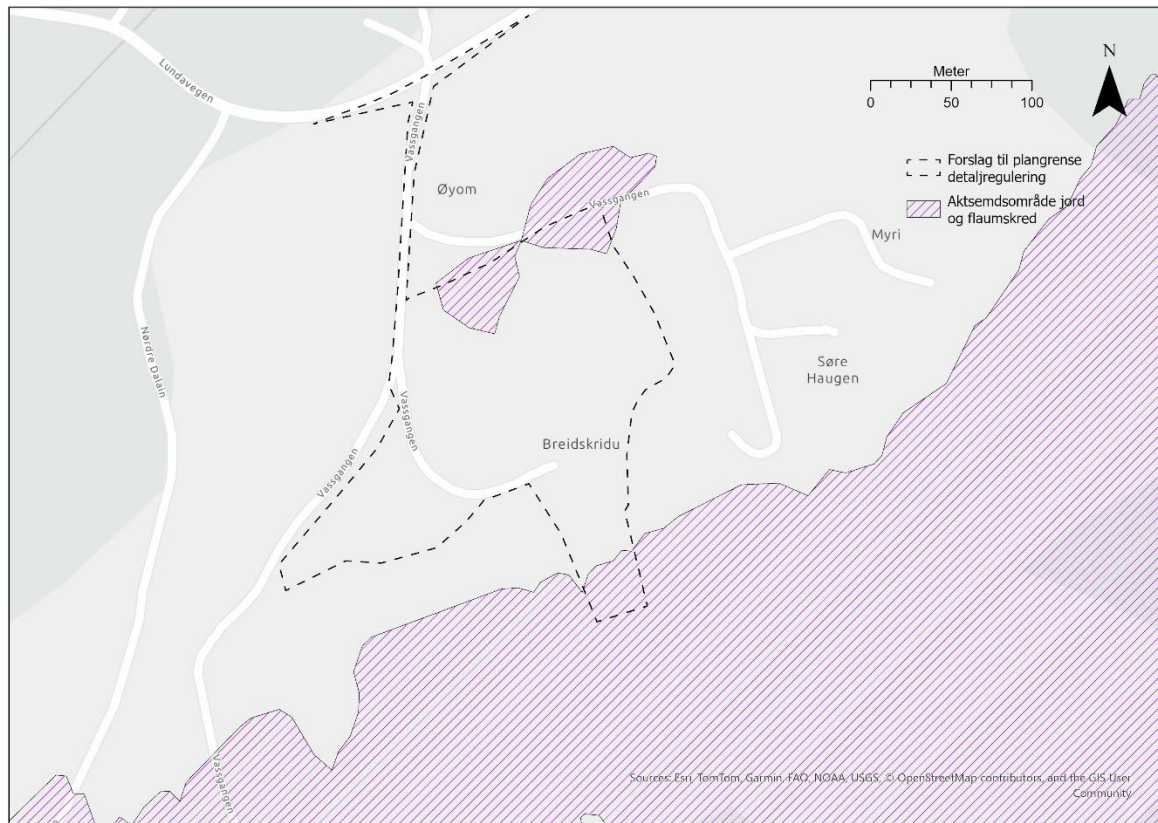 N
Meter
0 50 100
Forslag til plangrense
detaljregulering
Aktsemdsområde jord
og flaumskred
Lundavegen
Vassgangen
Øyom
Vassgangen
Myri
Nørdre Dalain
Søre
Haugen
Vassgangen
Breidskridu
Vassgangen
Vassgangen
Sources: Esri, TomTom, Garmin, FAO, NOAA, USGS, © OpenStreetMap contributors, and the GIS User
Community